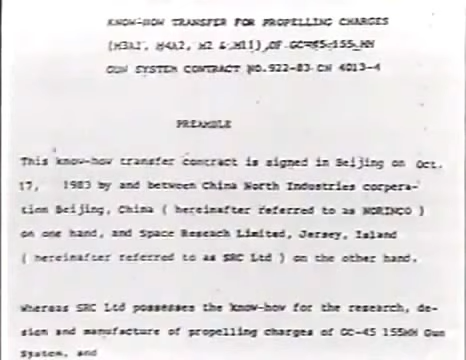 KNOW-HOW TRANSFER FOR PROPELLING CHARGES
(M3A1, M4A2, M2 & M11) OF GC-45-155 MM
GUN SYSTEM CONTRACT NO.922-83 CN 4013-4
PREAMBLE
This know-how transfer contract is signed in Beijing on Oct.
17, 1983 by and between China North Industries corpera-
tion Beijing, China ( hereinafter referred to as NORINCO )
on one hand, and Space Reseach Limited, Jersey, Island
( hereinafter referred to as SRC Ltd ) on the other hand.
Whereas SRC Ltd possesses the know-how for the research, de-
sion and manufacture of propelling charges of GC-45 155MM Gun
System, and